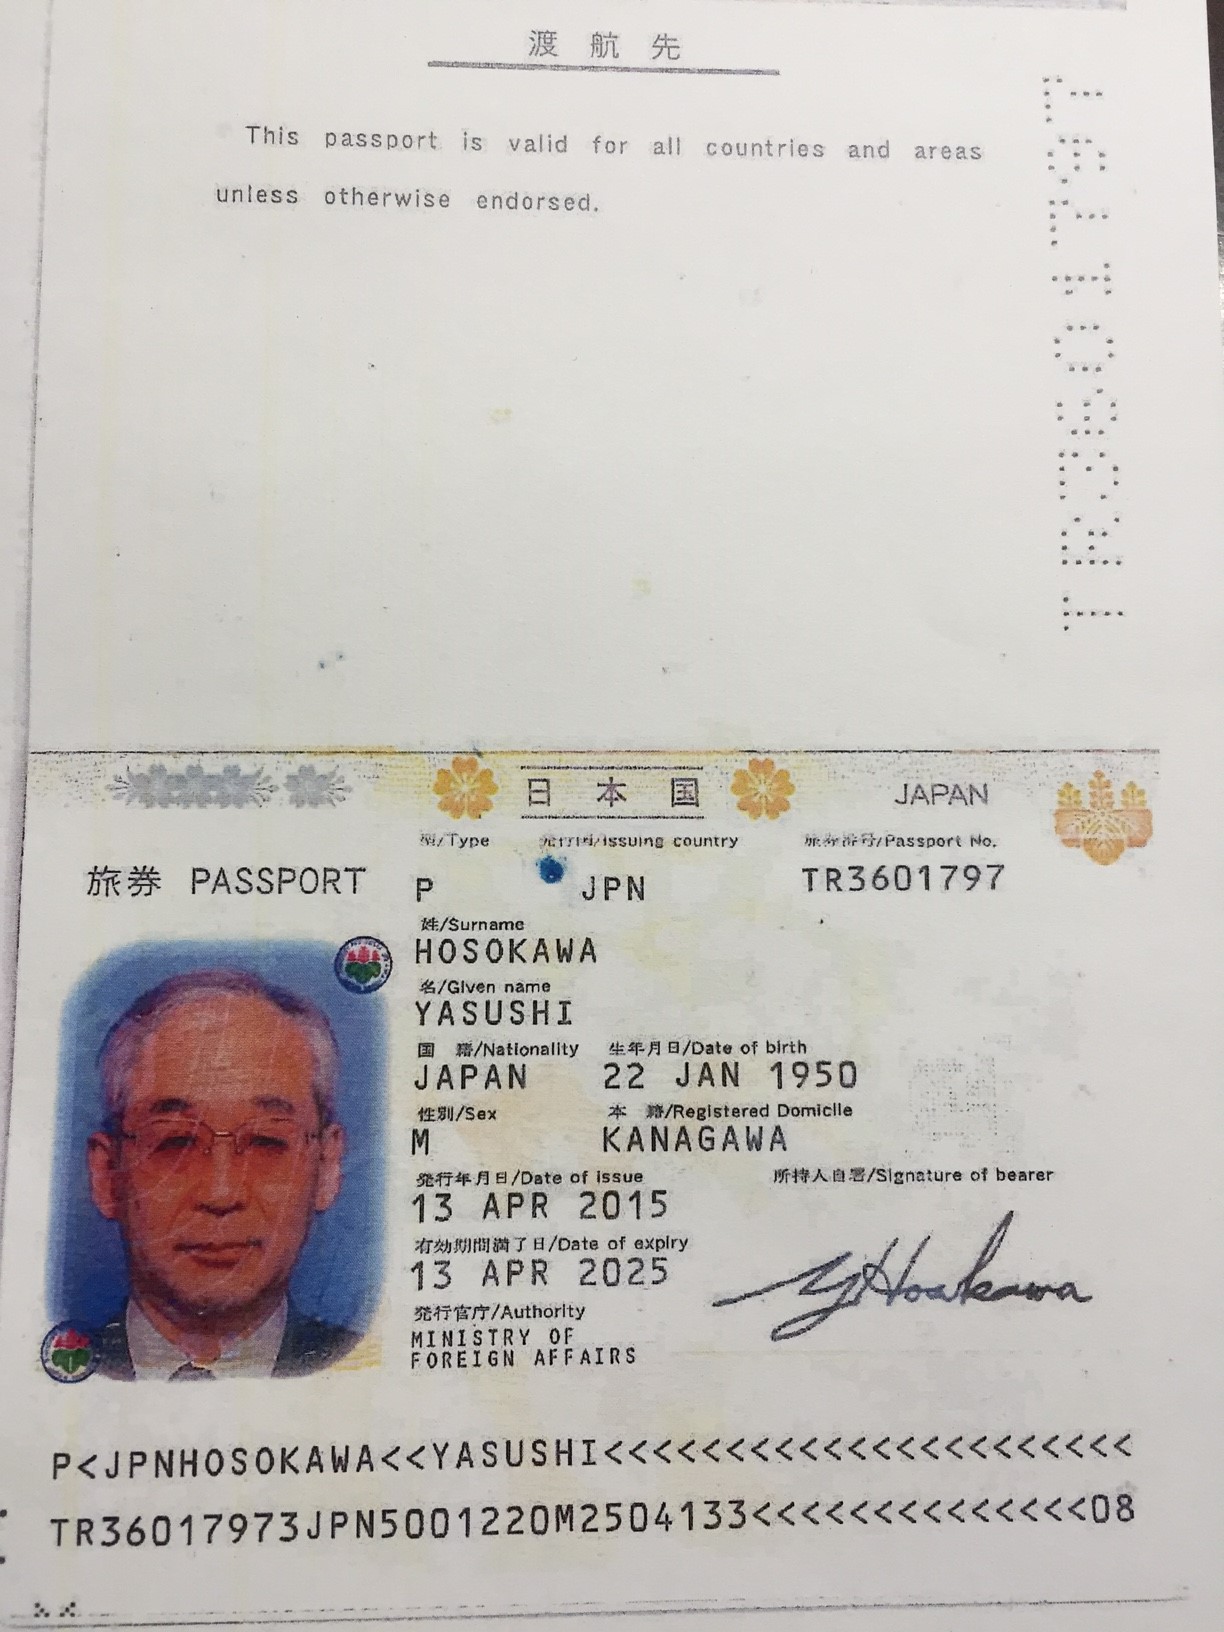 渡航先
This passport is valid for all countries and areas
unless otherwise endorsed.
TR3601797
日本国 JAPAN
旅券 PASSPORT
型/Type 発行国/Issuing country 旅券番号/Passport No.
P JPN TR3601797
姓/Surname
HOSOKAWA
名/Given name
YASUSHI
国 籍/Nationality 生年月日/Date of birth
JAPAN 22 JAN 1950
性別/Sex 本 籍/Registered Domicile
M KANAGAWA
発行年月日/Date of issue 所持人自署/Signature of bearer
13 APR 2015
有効期間満了日/Date of expiry
13 APR 2025
Y Hosokawa
発行官庁/Authority
MINISTRY OF
FOREIGN AFFAIRS
P<JPNHOSOKAWA<<YASUSHI<<<<<<<<<<<<<<<<<<<<<<
TR36017973JPN5001220M2504133<<<<<<<<<<<<<<08